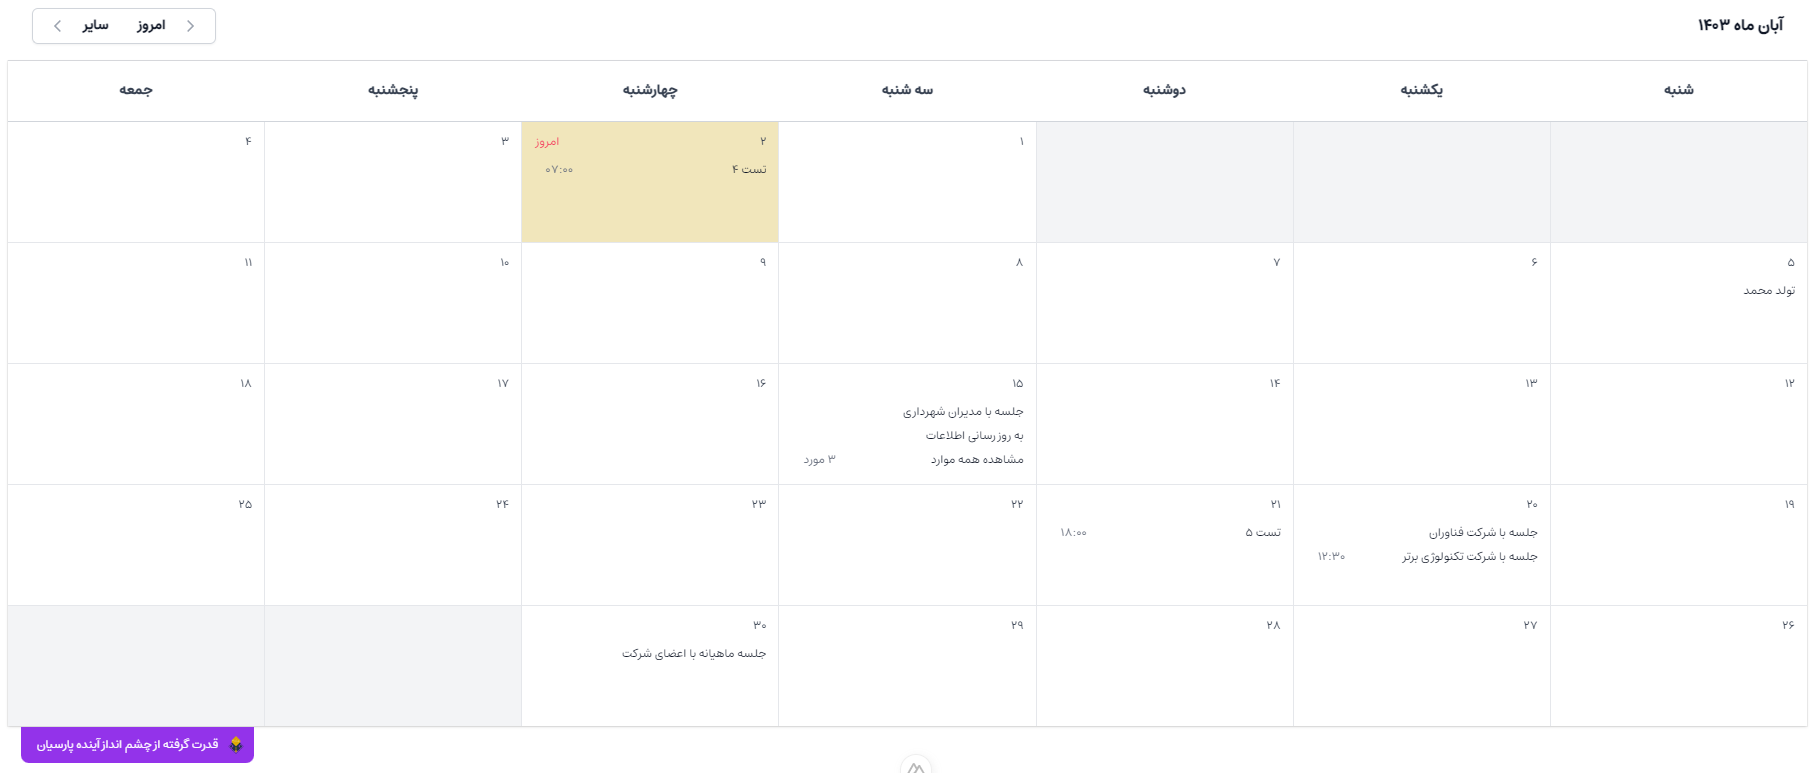 آبان ماه ۱۴۰۳
امروز
سایر
شنبه
یکشنبه
دوشنبه
سه شنبه
چهارشنبه
پنجشنبه
جمعه
۱
۲ امروز
تست ۴ ۰۷:۰۰
۳
۴
۵
تولد محمد
۶
۷
۸
۹
۱۰
۱۱
۱۲
۱۳
۱۴
۱۵
جلسه با مدیران شهرداری
به روز رسانی اطلاعات
مشاهده همه موارد ۳ مورد
۱۶
۱۷
۱۸
۱۹
۲۰
جلسه با شرکت فناوران
جلسه با شرکت تکنولوژی برتر ۱۲:۳۰
۲۱
تست ۵ ۱۸:۰۰
۲۲
۲۳
۲۴
۲۵
۲۶
۲۷
۲۸
۲۹
۳۰
جلسه ماهیانه با اعضای شرکت
قدرت گرفته از چشم انداز آینده پارسیان